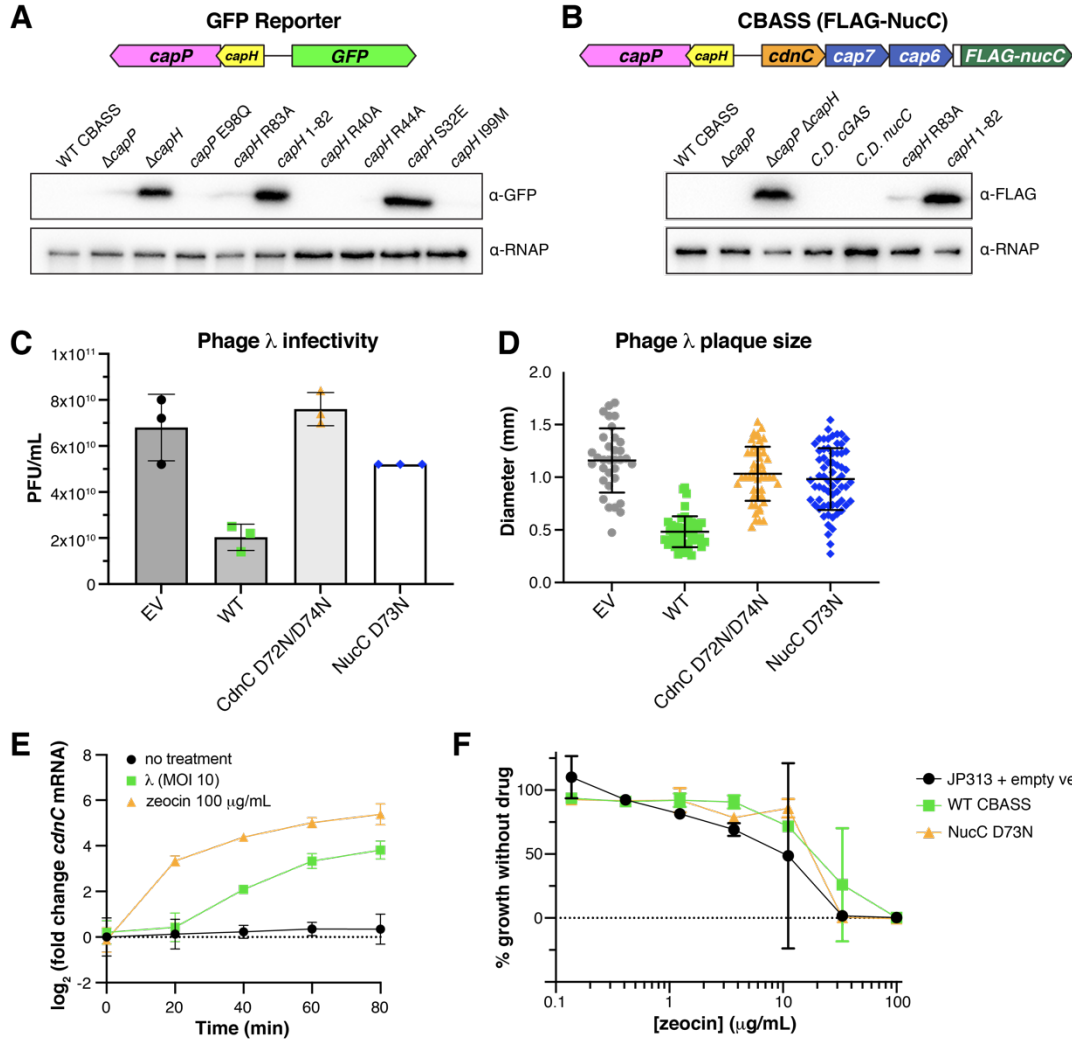 A
GFP Reporter
capP
capH
GFP
WT CBASS
ΔcapP
ΔcapH
capP E98Q
capH R83A
capH 1-82
capH R40A
capH R44A
capH S32E
capH I99M
α-GFP
α-RNAP
B
CBASS (FLAG-NucC)
capP
capH
cdnC
cap7
cap6
FLAG-nucC
WT CBASS
ΔcapP
ΔcapP ΔcapH
C.D. cGAS
C.D. nucC
capH R83A
capH 1-82
α-FLAG
α-RNAP
C
Phage λ infectivity
PFU/mL
1x10¹¹
8x10¹⁰
6x10¹⁰
4x10¹⁰
2x10¹⁰
0
EV
WT
CdnC D72N/D74N
NucC D73N
D
Phage λ plaque size
Diameter (mm)
2.0
1.5
1.0
0.5
0.0
EV
WT
CdnC D72N/D74N
NucC D73N
E
log₂ (fold change cdnC mRNA)
8
6
4
2
0
-2
no treatment
λ (MOI 10)
zeocin 100 μg/mL
0 20 40 60 80
Time (min)
F
% growth without drug
100
50
0
0.1 1 10 100
[zeocin] (μg/mL)
JP313 + empty ve
WT CBASS
NucC D73N